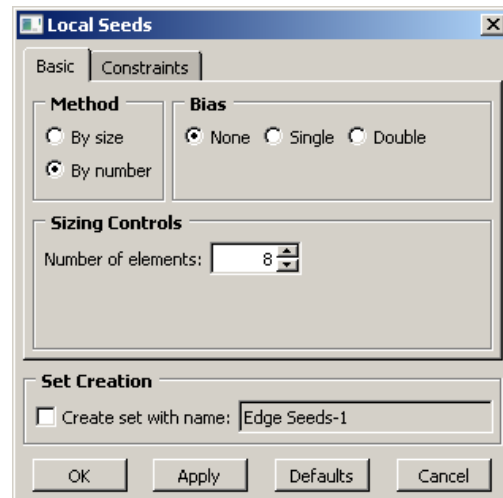 Local Seeds
Basic Constraints
Method Bias
By size None Single Double
By number
Sizing Controls
Number of elements: 8
Set Creation
Create set with name: Edge Seeds-1
OK Apply Defaults Cancel